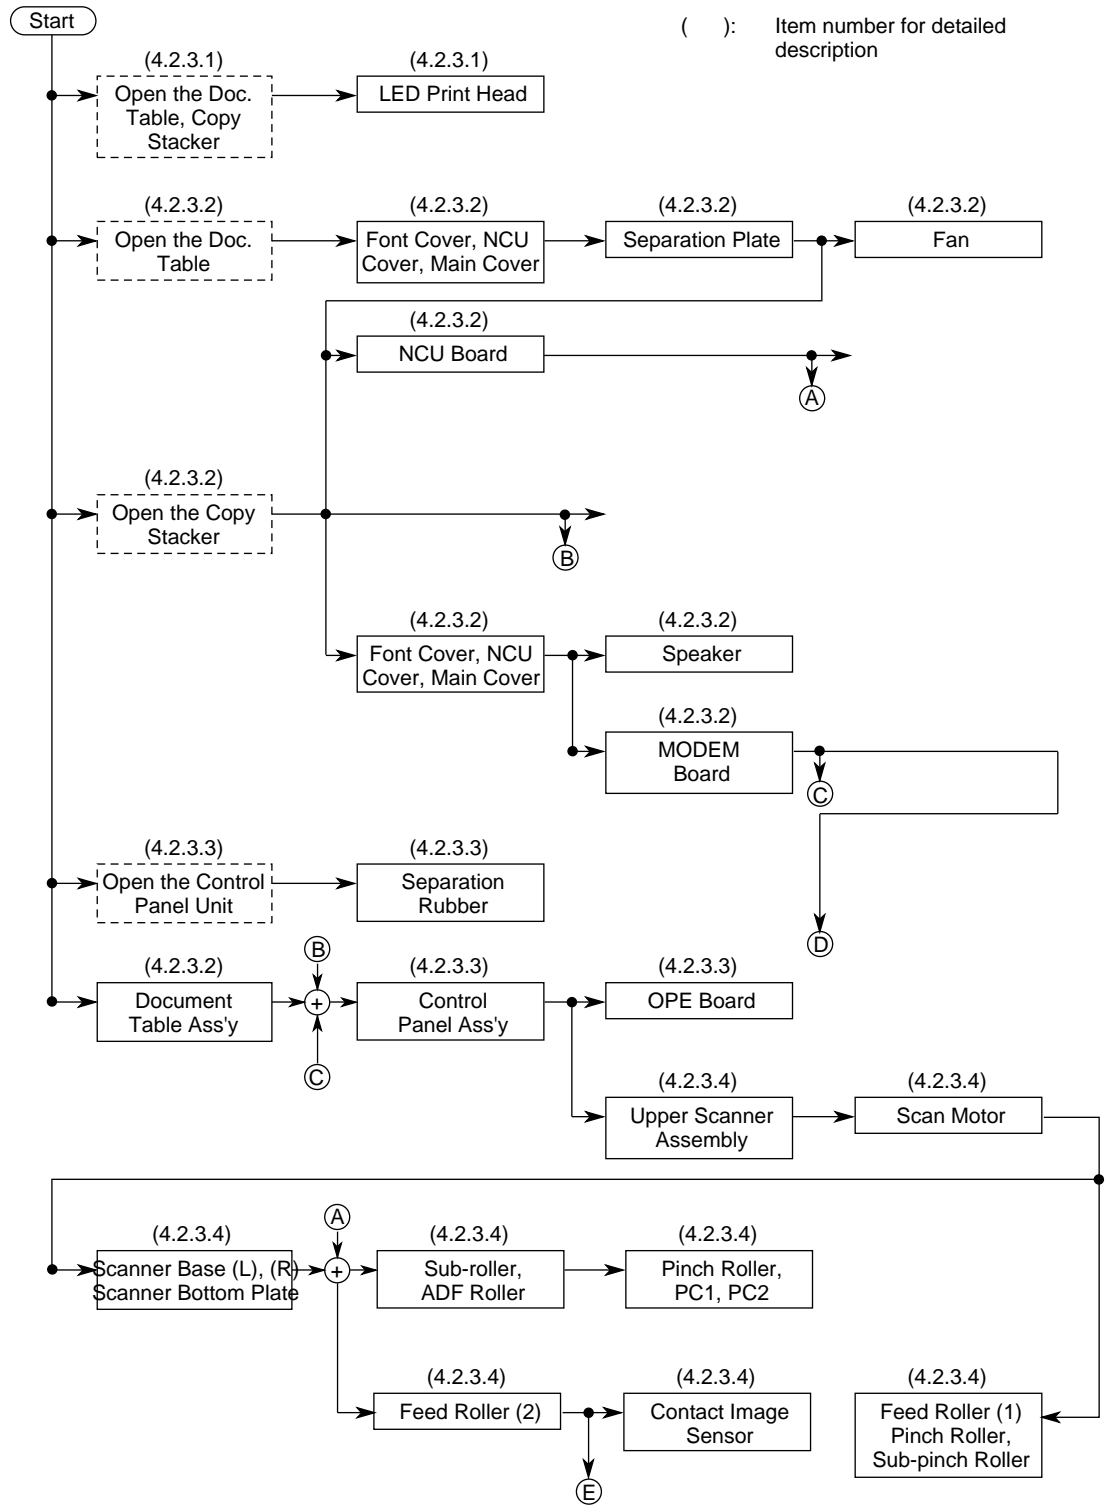 Start
( ): Item number for detailed
description
(4.2.3.1)
Open the Doc.
Table, Copy
Stacker
(4.2.3.1)
LED Print Head
(4.2.3.2)
Open the Doc.
Table
(4.2.3.2)
Font Cover, NCU
Cover, Main Cover
(4.2.3.2)
Separation Plate
(4.2.3.2)
Fan
(4.2.3.2)
NCU Board
A
(4.2.3.2)
Open the Copy
Stacker
B
(4.2.3.2)
Font Cover, NCU
Cover, Main Cover
(4.2.3.2)
Speaker
(4.2.3.2)
MODEM
Board
C
D
(4.2.3.3)
Open the Control
Panel Unit
(4.2.3.3)
Separation
Rubber
(4.2.3.2)
Document
Table Ass'y
B
+
C
(4.2.3.3)
Control
Panel Ass'y
(4.2.3.3)
OPE Board
(4.2.3.4)
Upper Scanner
Assembly
(4.2.3.4)
Scan Motor
(4.2.3.4)
Scanner Base (L), (R)
Scanner Bottom Plate
A
+
(4.2.3.4)
Sub-roller,
ADF Roller
(4.2.3.4)
Pinch Roller,
PC1, PC2
(4.2.3.4)
Feed Roller (2)
E
(4.2.3.4)
Contact Image
Sensor
(4.2.3.4)
Feed Roller (1)
Pinch Roller,
Sub-pinch Roller